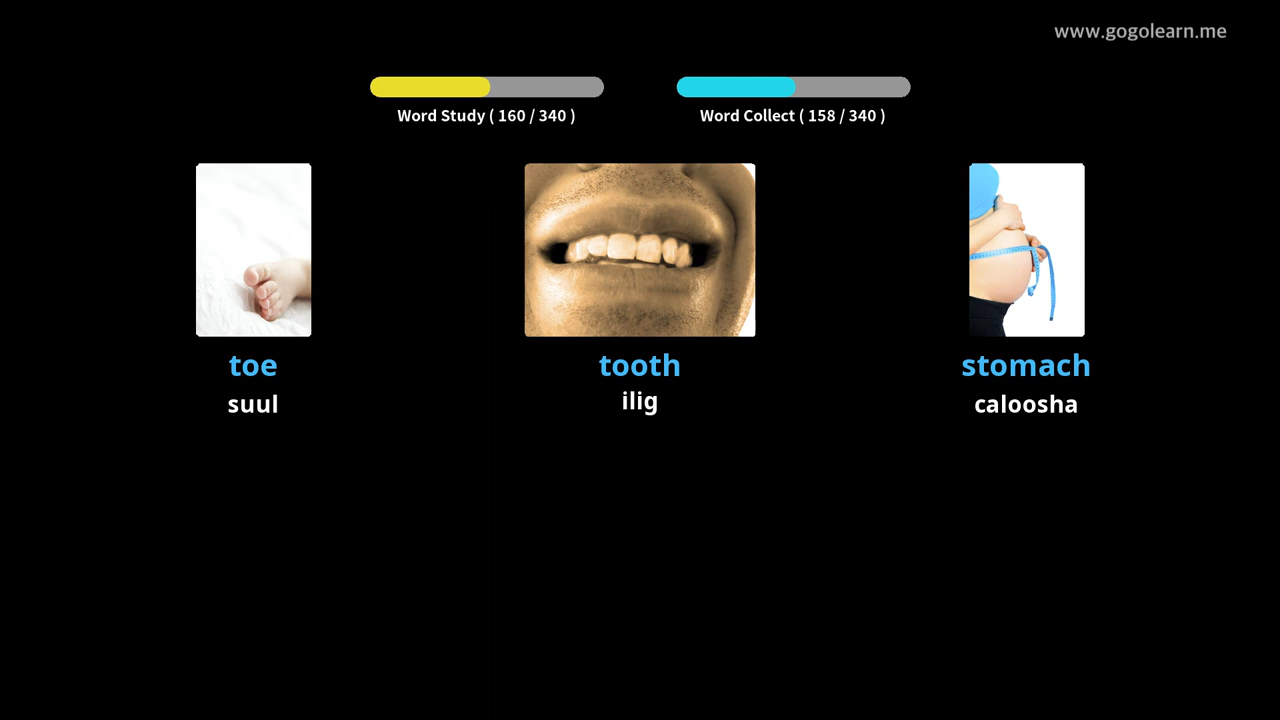 www.gogolearn.me
Word Study ( 160 / 340 )
Word Collect ( 158 / 340 )
toe
suul
tooth
ilig
stomach
caloosha